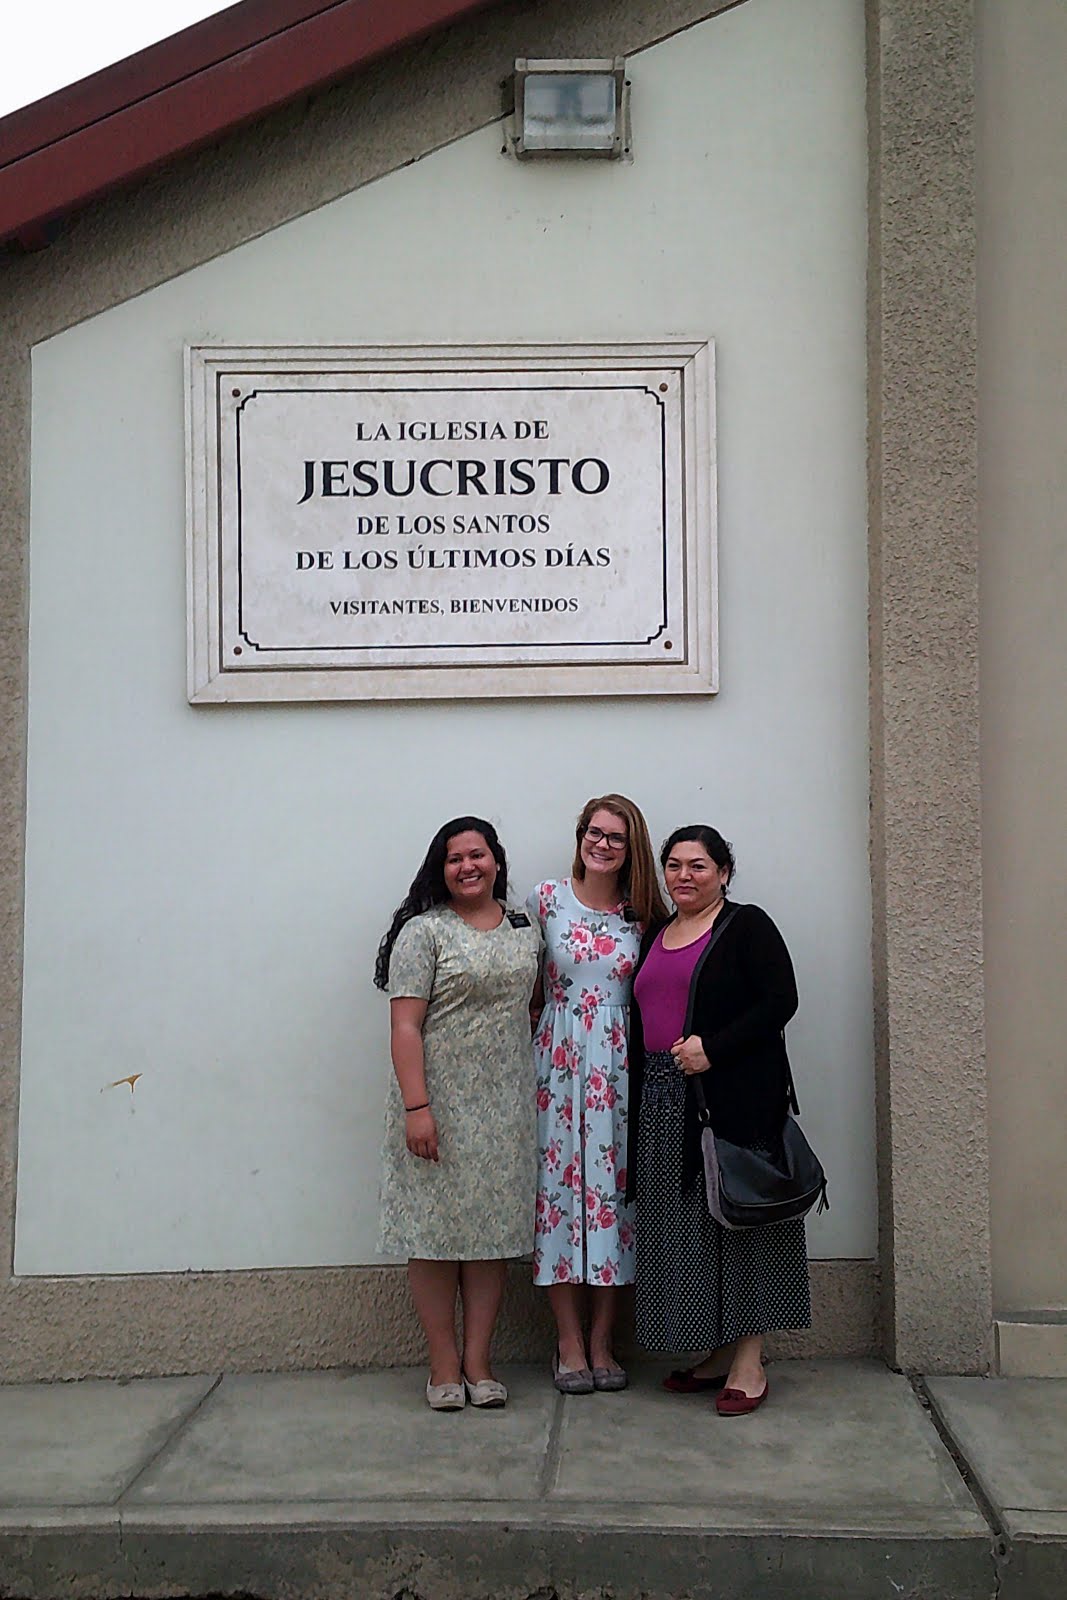 LA IGLESIA DE
JESUCRISTO
DE LOS SANTOS
DE LOS ÚLTIMOS DÍAS
VISITANTES, BIENVENIDOS